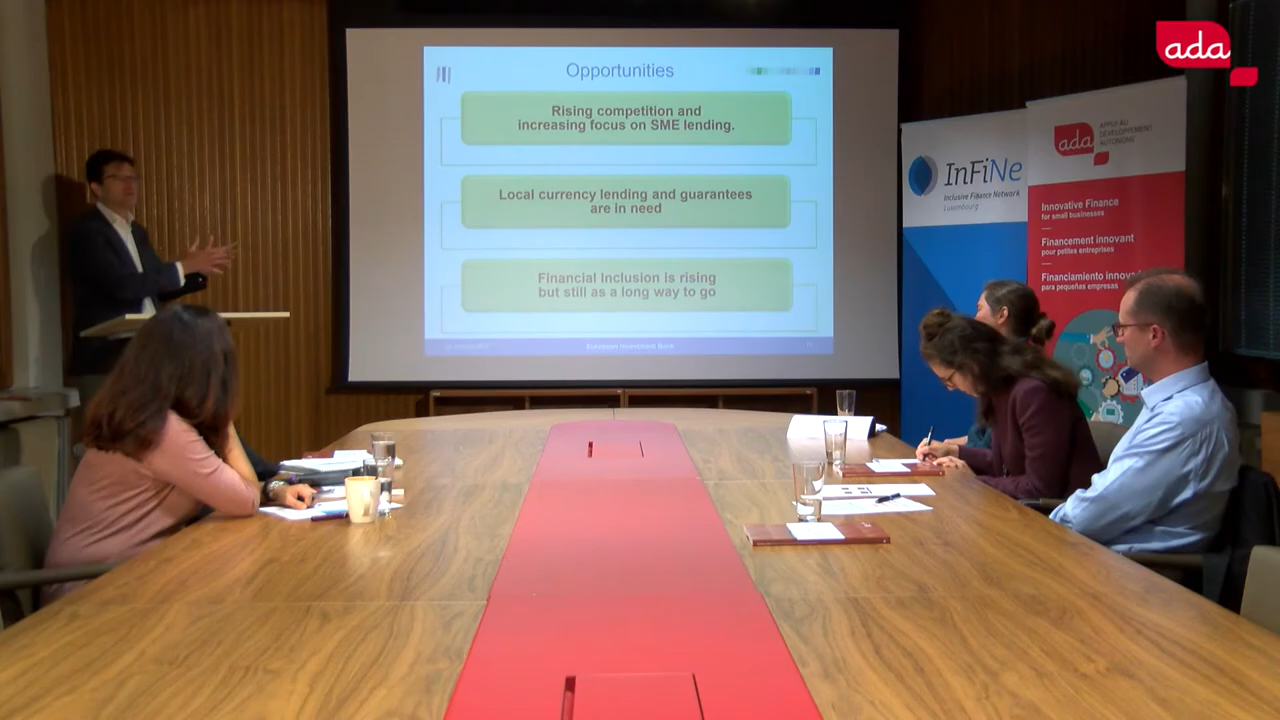 Opportunities
Rising competition and
increasing focus on SME lending.
Local currency lending and guarantees
are in need
Financial Inclusion is rising
but still as a long way to go
European Investment Bank
InFiNe
Inclusive Finance Network
Luxembourg
ada
APPUI AU
DÉVELOPPEMENT
AUTONOME
Innovative Finance
for small businesses
Financement innovant
pour petites entreprises
Financiamiento
para pequeñas empresas
ada